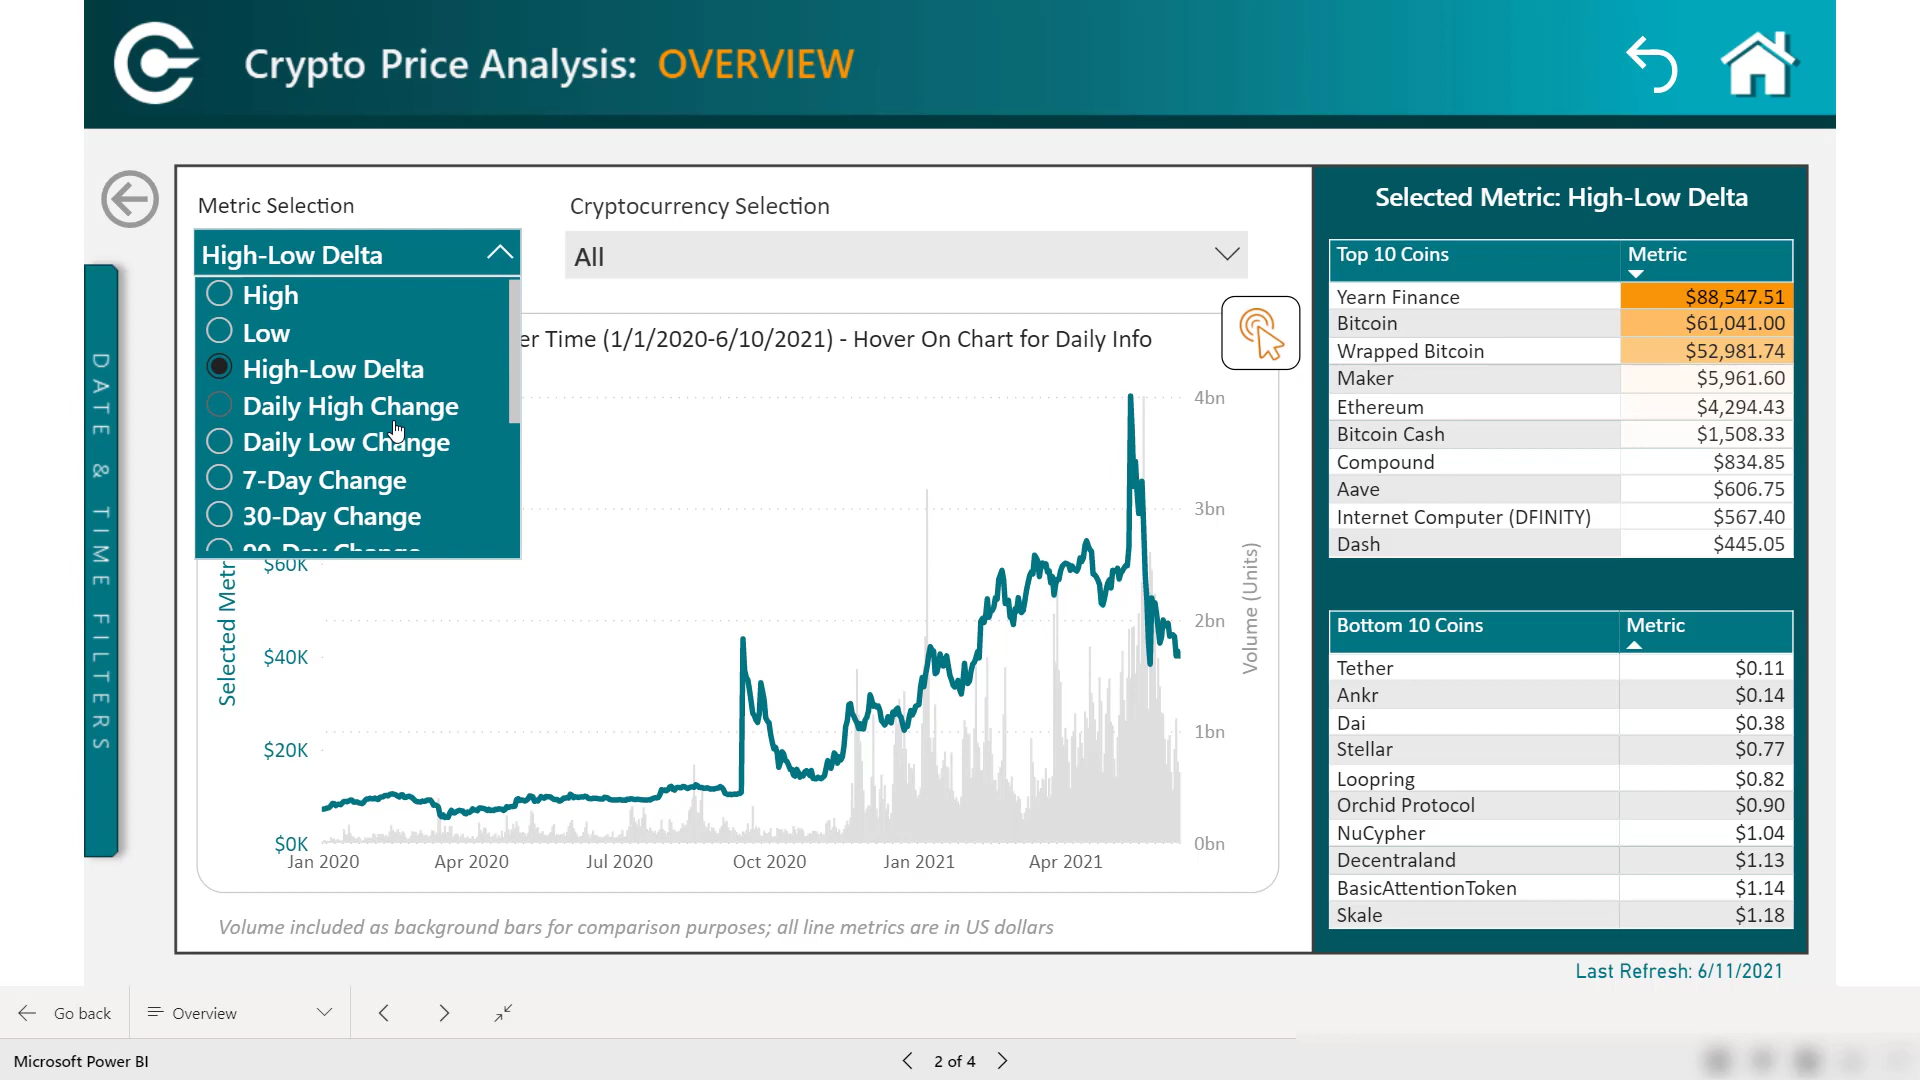 Crypto Price Analysis: OVERVIEW
Metric Selection
Cryptocurrency Selection
High-Low Delta
All
High
Low
High-Low Delta
Daily High Change
Daily Low Change
7-Day Change
30-Day Change
90-Day Change
er Time (1/1/2020-6/10/2021) - Hover On Chart for Daily Info
DATE & TIME FILTERS
Selected Metr
$60K
$40K
$20K
$0K
4bn
3bn
2bn
1bn
0bn
Volume (Units)
Jan 2020
Apr 2020
Jul 2020
Oct 2020
Jan 2021
Apr 2021
Volume included as background bars for comparison purposes; all line metrics are in US dollars
Selected Metric: High-Low Delta
Top 10 Coins Metric
Yearn Finance $88,547.51
Bitcoin $61,041.00
Wrapped Bitcoin $52,981.74
Maker $5,961.60
Ethereum $4,294.43
Bitcoin Cash $1,508.33
Compound $834.85
Aave $606.75
Internet Computer (DFINITY) $567.40
Dash $445.05
Bottom 10 Coins Metric
Tether $0.11
Ankr $0.14
Dai $0.38
Stellar $0.77
Loopring $0.82
Orchid Protocol $0.90
NuCypher $1.04
Decentraland $1.13
BasicAttentionToken $1.14
Skale $1.18
Last Refresh: 6/11/2021
Go back
Overview
Microsoft Power BI
2 of 4